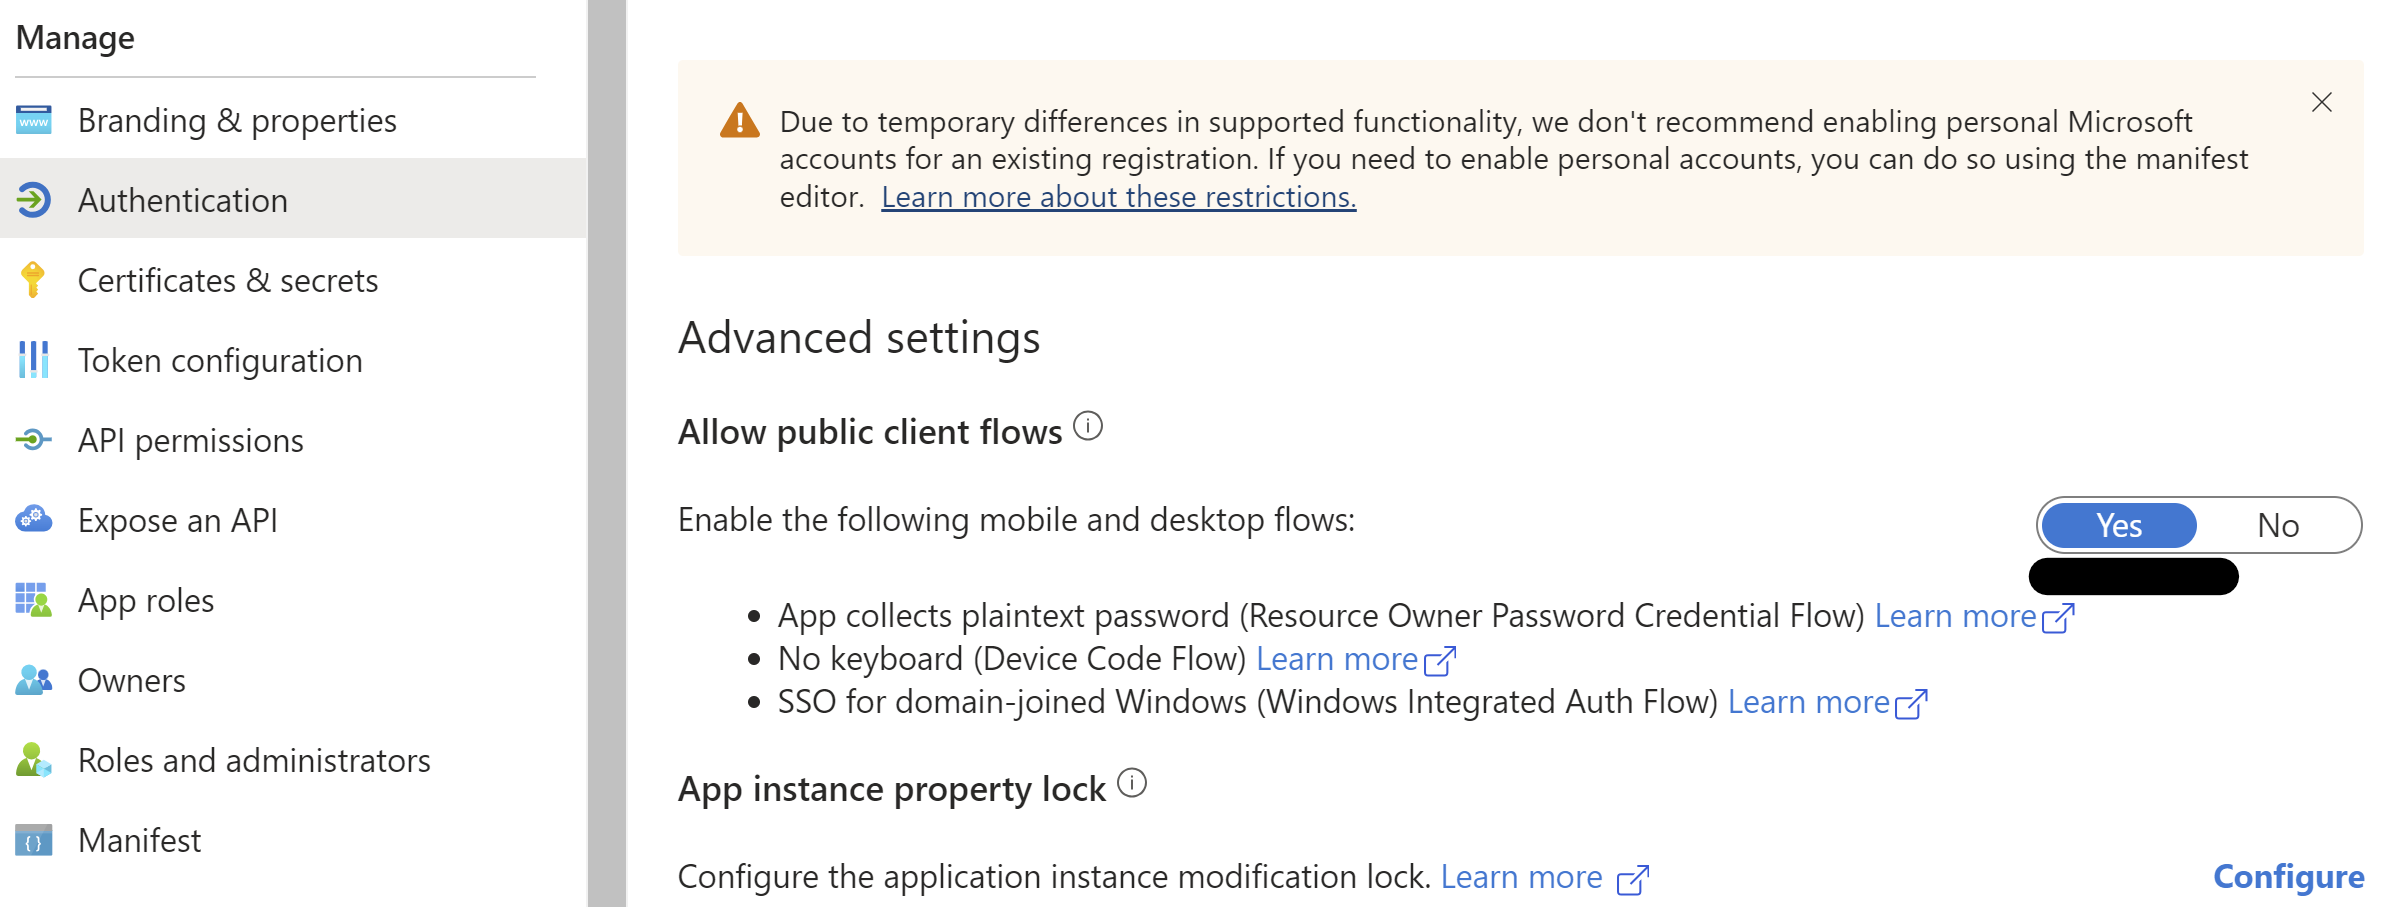 Manage
Branding & properties
Authentication
Certificates & secrets
Token configuration
API permissions
Expose an API
App roles
Owners
Roles and administrators
Manifest
Due to temporary differences in supported functionality, we don't recommend enabling personal Microsoft
accounts for an existing registration. If you need to enable personal accounts, you can do so using the manifest
editor. Learn more about these restrictions.
Advanced settings
Allow public client flows
Enable the following mobile and desktop flows:
Yes No
• App collects plaintext password (Resource Owner Password Credential Flow) Learn more
• No keyboard (Device Code Flow) Learn more
• SSO for domain-joined Windows (Windows Integrated Auth Flow) Learn more
App instance property lock
Configure the application instance modification lock. Learn more
Configure